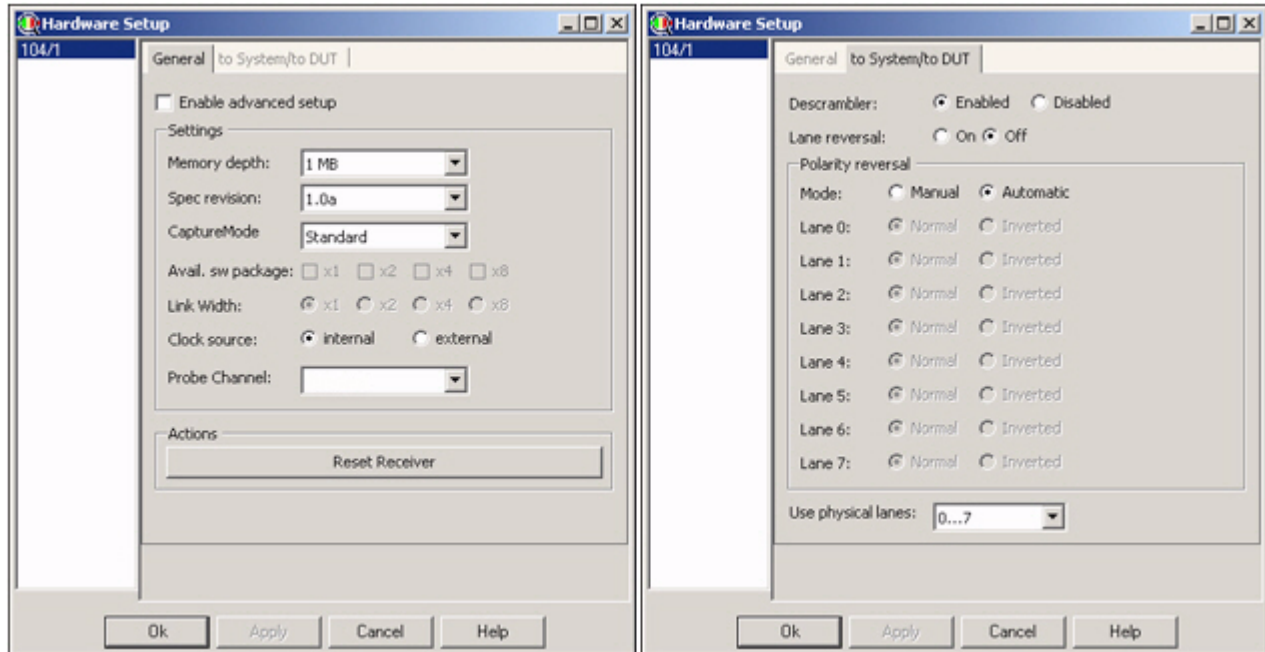 Hardware Setup
104/1
General to System/to DUT
Enable advanced setup
Settings
Memory depth: 1 MB
Spec revision: 1.0a
CaptureMode Standard
Avail. sw package: x1 x2 x4 x8
Link Width: x1 x2 x4 x8
Clock source: internal external
Probe Channel:
Actions
Reset Receiver
Ok Apply Cancel Help
Hardware Setup
104/1
General to System/to DUT
Descrambler: Enabled Disabled
Lane reversal: On Off
Polarity reversal
Mode: Manual Automatic
Lane 0: Normal Inverted
Lane 1: Normal Inverted
Lane 2: Normal Inverted
Lane 3: Normal Inverted
Lane 4: Normal Inverted
Lane 5: Normal Inverted
Lane 6: Normal Inverted
Lane 7: Normal Inverted
Use physical lanes: 0...7
Ok Apply Cancel Help